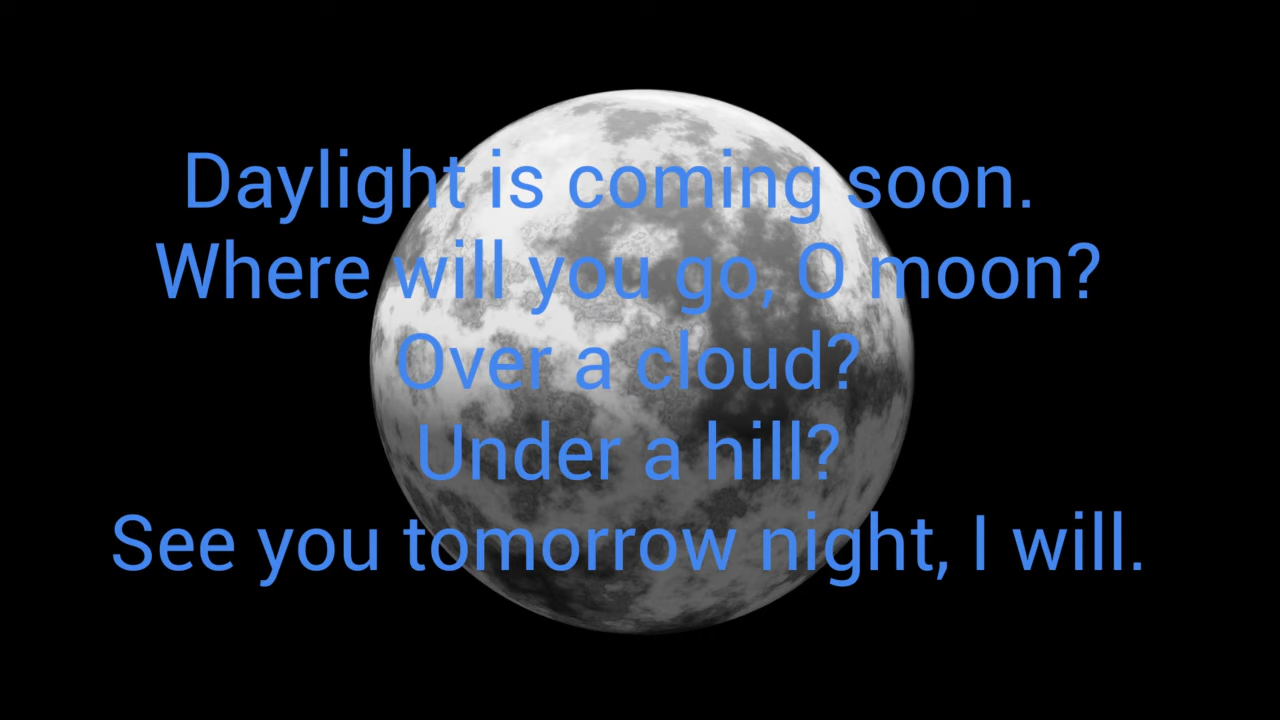 Daylight is coming soon.
Where will you go, O moon?
Over a cloud?
Under a hill?
See you tomorrow night, I will.